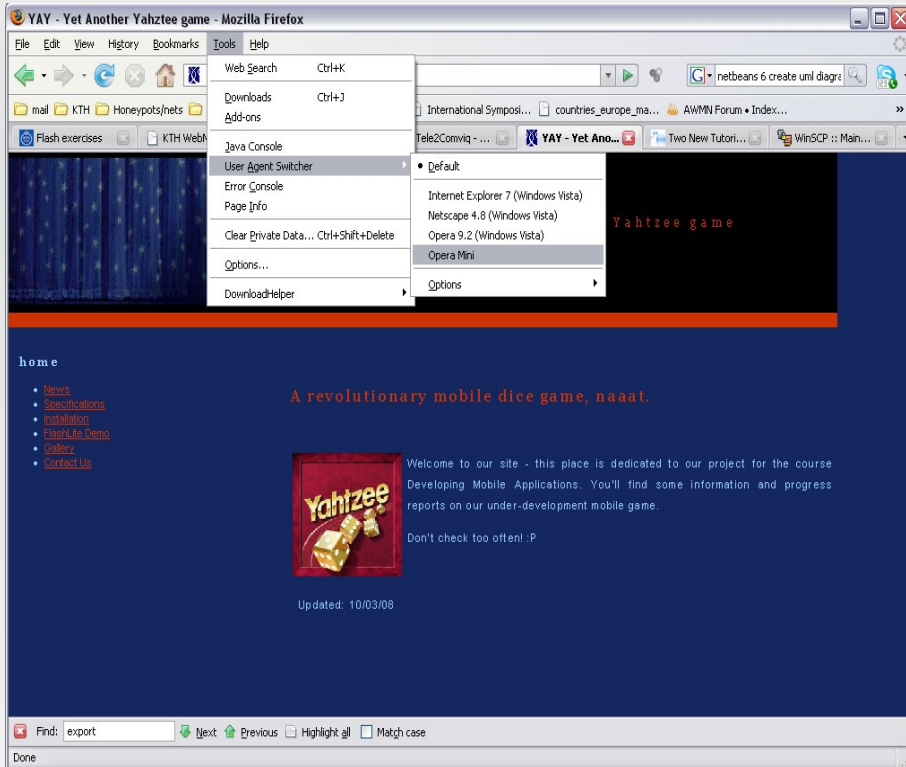 YAY - Yet Another Yahztee game - Mozilla Firefox
File Edit View History Bookmarks Tools Help
netbeans 6 create uml diagra
mail KTH Honeypots/nets International Symposi... countries_europe_ma... AWMN Forum • Index... »
Flash exercises KTH WebM Tele2Comviq - ... YAY - Yet Ano... Two New Tutori... WinSCP :: Main...
Web Search Ctrl+K
Downloads Ctrl+J
Add-ons
Java Console
User Agent Switcher
Error Console
Page Info
Clear Private Data... Ctrl+Shift+Delete
Options...
DownloadHelper
• Default
Internet Explorer 7 (Windows Vista)
Netscape 4.8 (Windows Vista)
Opera 9.2 (Windows Vista)
Opera Mini
Options
Yahtzee game
home
• News
• Specifications
• Installation
• FlashLite Demo
• Gallery
• Contact Us
A revolutionary mobile dice game, naaat.
Yahtzee
Welcome to our site - this place is dedicated to our project for the course
Developing Mobile Applications. You'll find some information and progress
reports on our under-development mobile game.
Don't check too often! :P
Updated: 10/03/08
Find: export Next Previous Highlight all Match case
Done